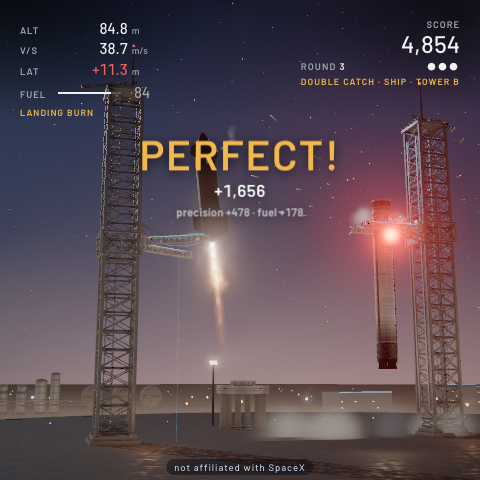 ALT 84.8 m
V/S 38.7 m/s
LAT +11.3 m
FUEL 84
LANDING BURN
SCORE
4,854
ROUND 3
DOUBLE CATCH · SHIP · TOWER B
PERFECT!
+1,656
precision +478 · fuel +178
not affiliated with SpaceX